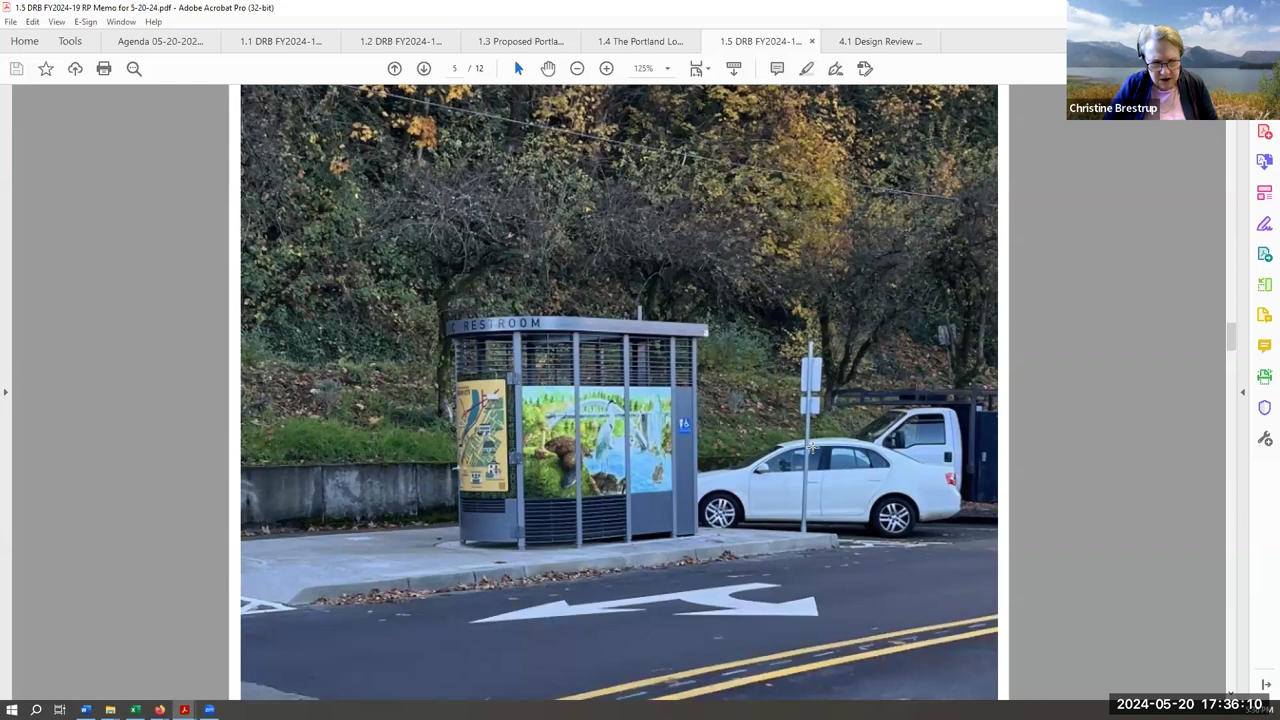 1.5 DRB FY2024-19 RP Memo for 5-20-24.pdf - Adobe Acrobat Pro (32-bit)
File Edit View E-Sign Window Help
Home Tools Agenda 05-20-202... 1.1 DRB FY2024-1... 1.2 DRB FY2024-1... 1.3 Proposed Portla... 1.4 The Portland Lo... 1.5 DRB FY2024-1... × 4.1 Design Review ...
5 12 125%
Christine Brestrup
C RESTROOM
2024-05-20 17:36:10